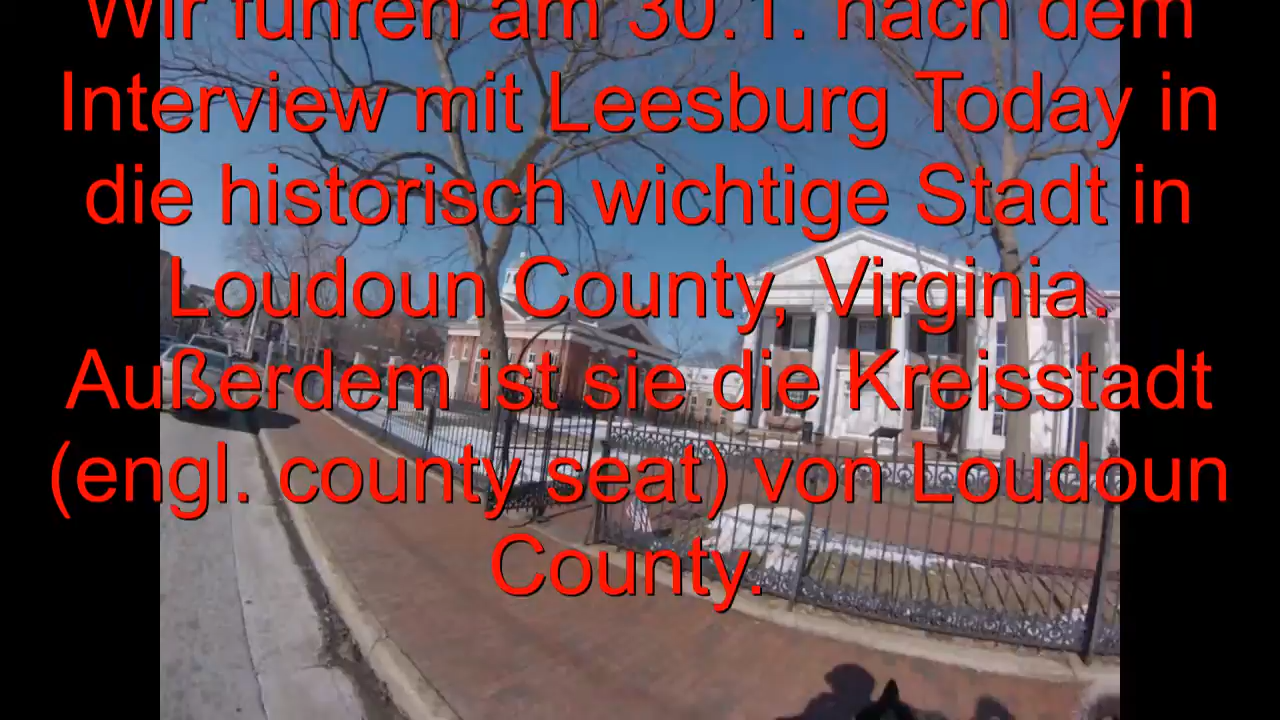 Wir fuhren am 30.1. nach dem
Interview mit Leesburg Today in
die historisch wichtige Stadt in
Loudoun County, Virginia.
Außerdem ist sie die Kreisstadt
(engl. county seat) von Loudoun
County.